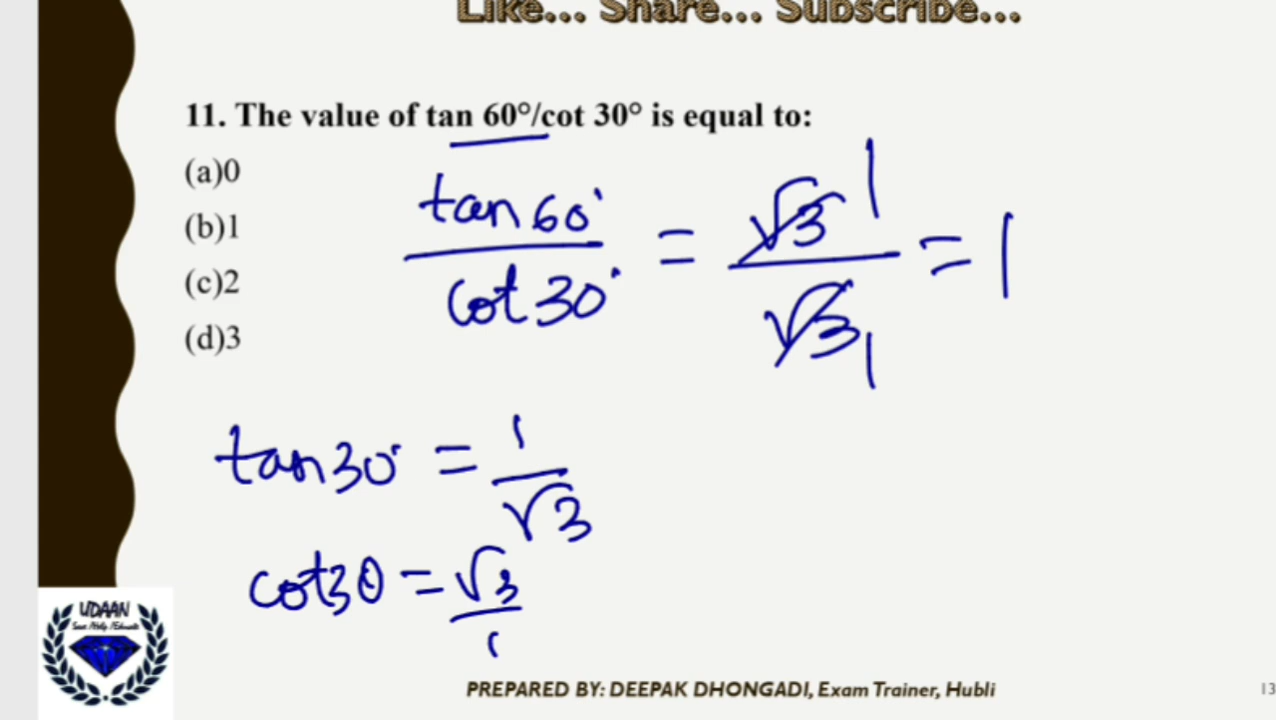 Like... Share... Subscribe...
11. The value of tan 60°/cot 30° is equal to:
(a)0
(b)1
(c)2
(d)3
tan 60° / cot 30° = √3 1 / √3 1 = 1
tan 30° = 1/√3
cot 30 = √3/1
UDAAN
PREPARED BY: DEEPAK DHONGADI, Exam Trainer, Hubli
13